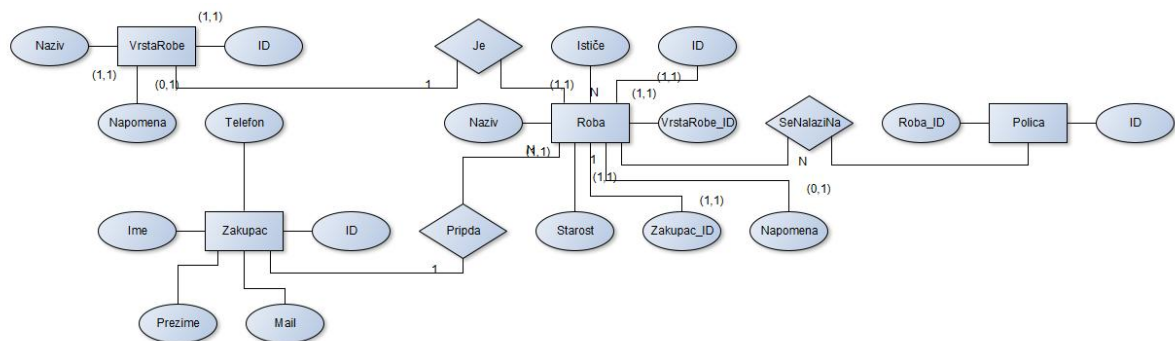 (1,1)
Naziv
VrstaRobe
ID
Je
Ističe
ID
(1,1)
(0,1)
1
(1,1)
N
(1,1)
(1,1)
Napomena
Telefon
Naziv
Roba
VrstaRobe_ID
SeNalaziNa
Roba_ID
Polica
ID
N
(1,1)
1
(1,1)
N
(0,1)
(1,1)
Ime
Zakupac
ID
Pripda
Starost
Zakupac_ID
Napomena
1
Prezime
Mail